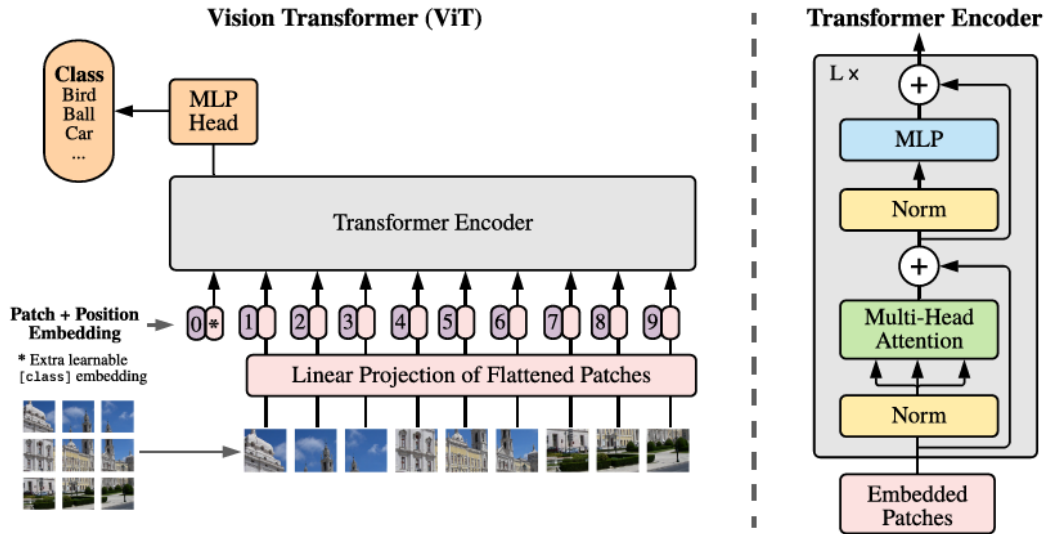 Vision Transformer (ViT)
Class
Bird
Ball
Car
...
MLP
Head
Transformer Encoder
Patch + Position
Embedding
0 * 1 2 3 4 5 6 7 8 9
* Extra learnable
[class] embedding
Linear Projection of Flattened Patches
Transformer Encoder
L ×
+
MLP
Norm
+
Multi-Head
Attention
Norm
Embedded
Patches